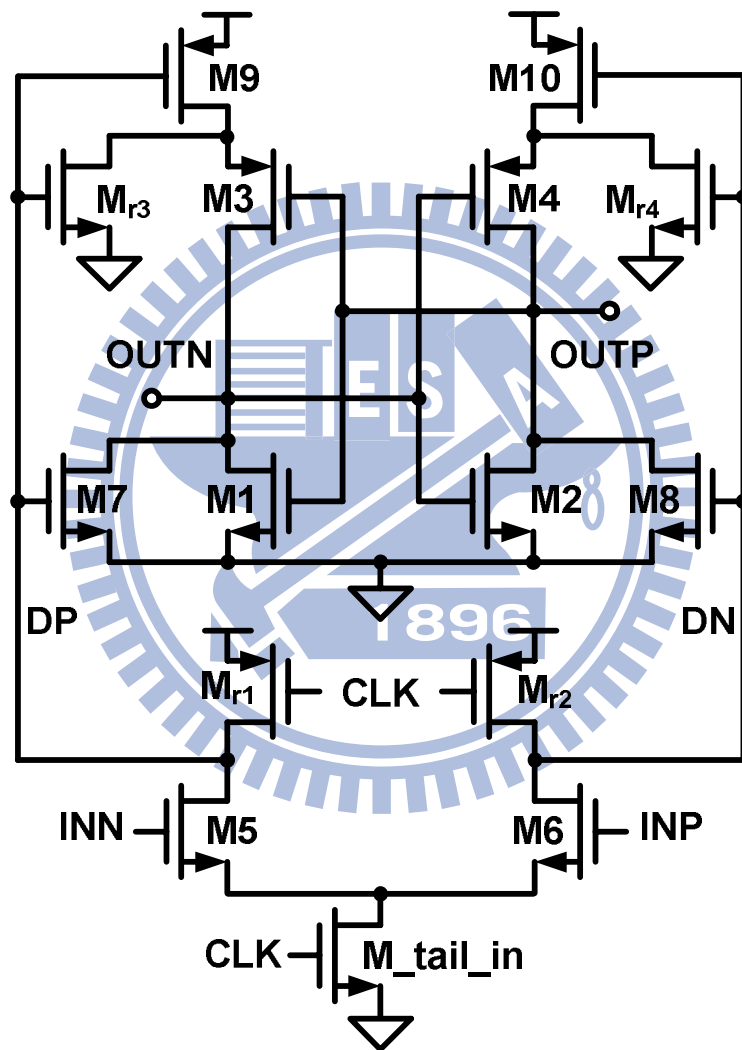 M9 M10
Mr3 M3 M4 Mr4
OUTN OUTP
E S A
M7 M1 M2 M8
8
DP 1896 DN
Mr1 CLK Mr2
INN M5 M6 INP
CLK M_tail_in